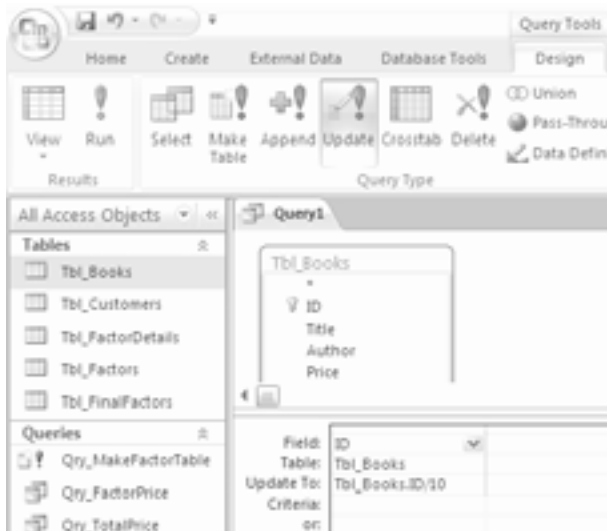 Query Tools
Home Create External Data Database Tools Design
View Run Select Make Table Append Update Crosstab Delete
Union
Pass-Throu
Data Defin
Results Query Type
All Access Objects
Query1
Tables
Tbl_Books
Tbl_Customers
Tbl_FactorDetails
Tbl_Factors
Tbl_FinalFactors
Queries
Qry_MakeFactorTable
Qry_FactorPrice
Qry_TotalPrice
Tbl_Books
*
ID
Title
Author
Price
Field: ID
Table: Tbl_Books
Update To: Tbl_Books.ID/10
Criteria:
or: